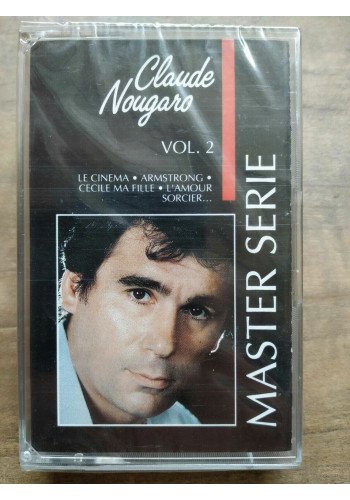 Claude
Nougaro
VOL. 2
LE CINEMA • ARMSTRONG •
CECILE MA FILLE • L'AMOUR
SORCIER...
MASTER SERIE